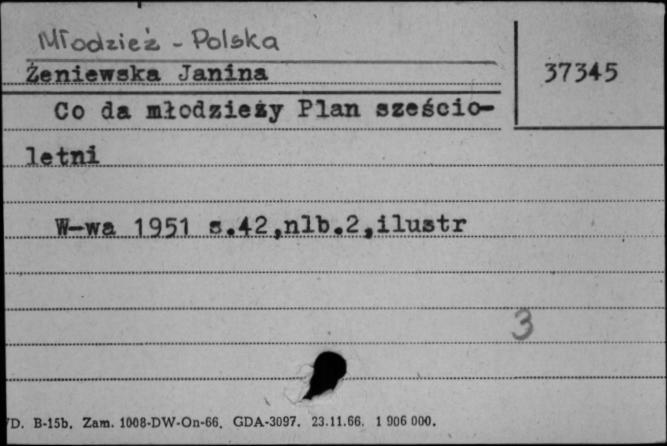 Młodzież - Polska
Żeniewska Janina
37345
Co da młodzieży Plan sześcio-
letni
W-wa 1951 s.42,nlb.2,ilustr
3
D. B-15b. Zam. 1008-DW-On-66. GDA-3097. 23.11.66. 1 906 000.